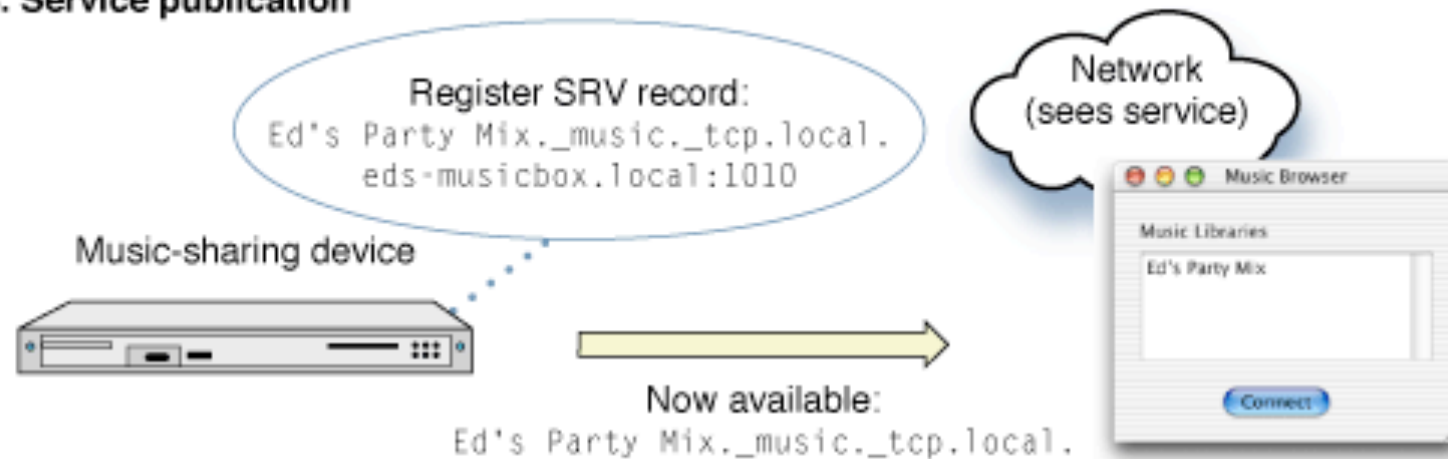 Service publication
Register SRV record:
Ed's Party Mix._music._tcp.local.
eds-musicbox.local:1010
Network
(sees service)
Music Browser
Music Libraries
Ed's Party Mix
Connect
Music-sharing device
Now available:
Ed's Party Mix._music._tcp.local.